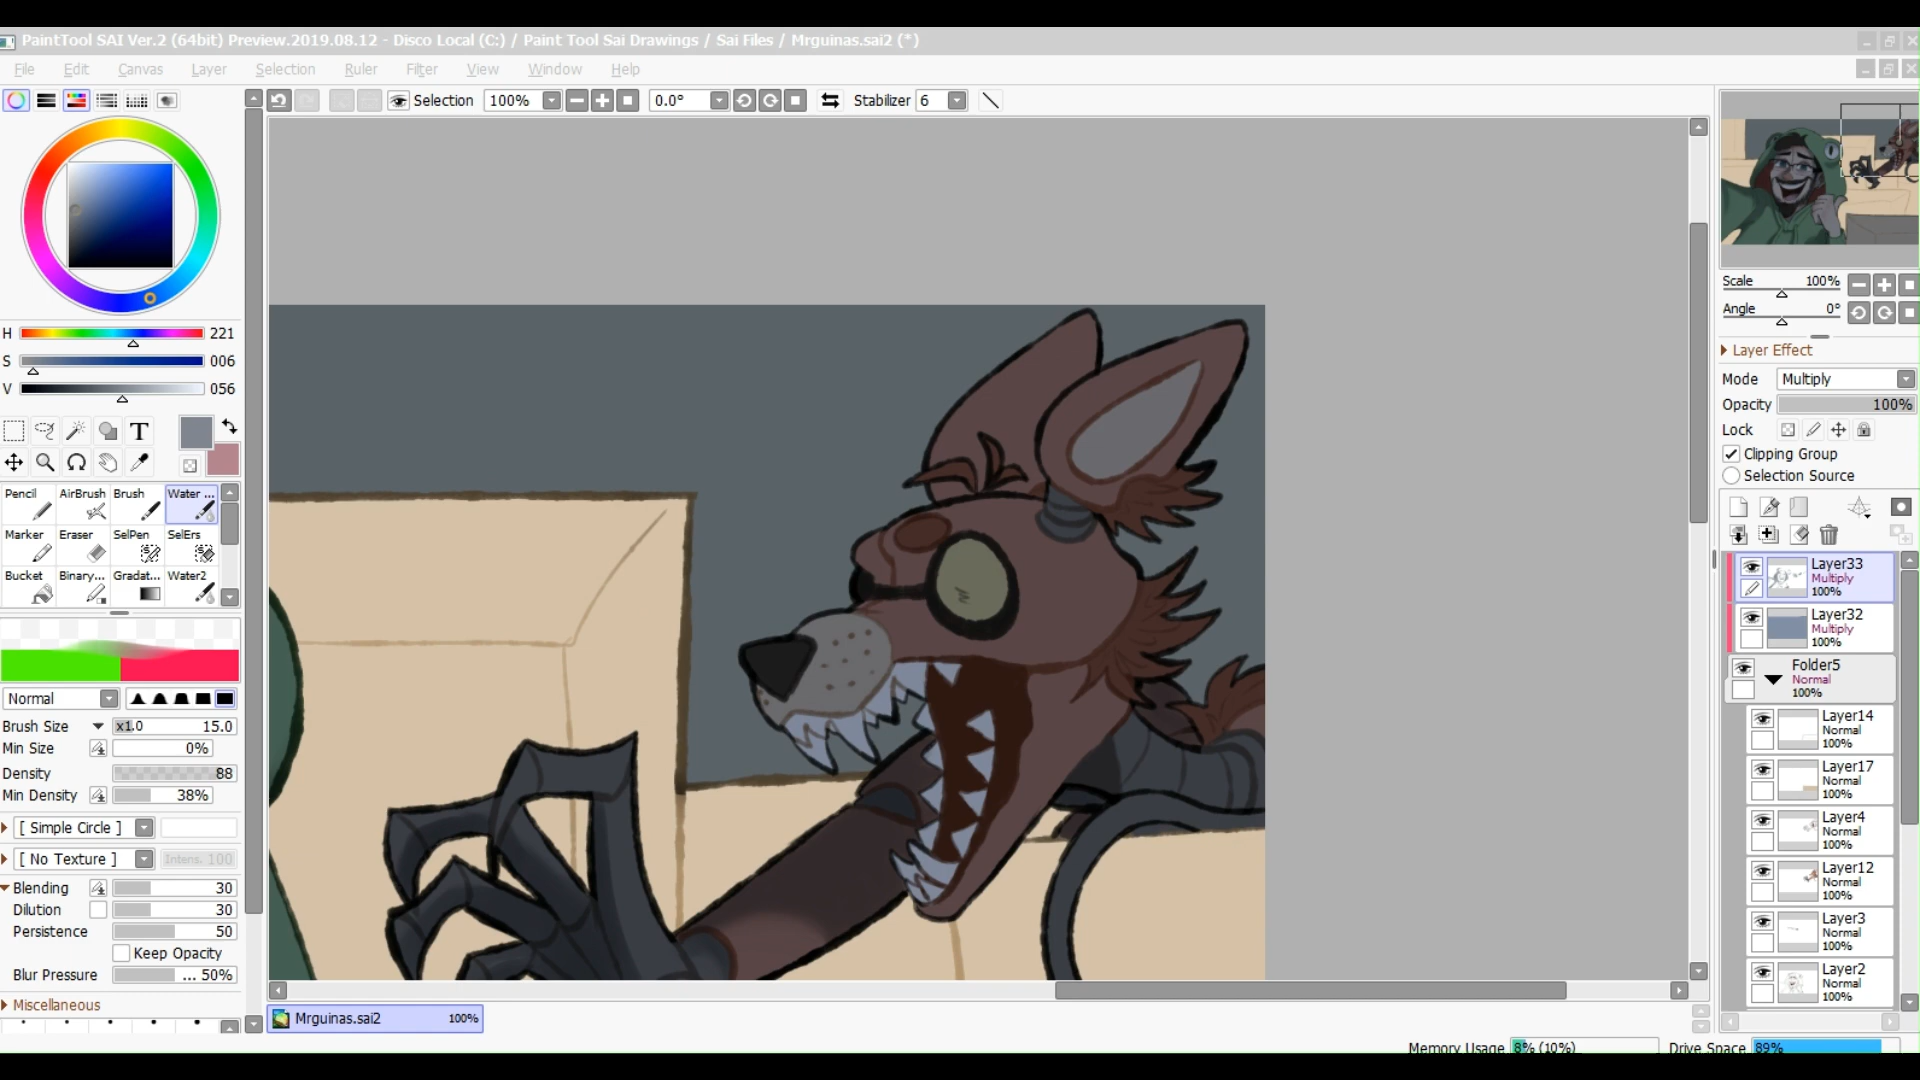 PaintTool SAI Ver.2 (64bit) Preview.2019.08.12 - Disco Local (C:) / Paint Tool Sai Drawings / Sai Files / Mrguinas.sai2 (*)
File Edit Canvas Layer Selection Ruler Filter View Window Help
Selection 100% 0.0° Stabilizer 6
H 221
S 006
V 056
T
Pencil AirBrush Brush Water ...
Marker Eraser SelPen SelErs
Bucket Binary... Gradat... Water2
Normal
Brush Size x1.0 15.0
Min Size 0%
Density 88
Min Density 38%
[ Simple Circle ]
[ No Texture ] Intens. 100
Blending 30
Dilution 30
Persistence 50
Keep Opacity
Blur Pressure ... 50%
Miscellaneous
Mrguinas.sai2 100%
Memory Usage 8% (10%) Drive Space 89%
Scale 100%
Angle 0°
Layer Effect
Mode Multiply
Opacity 100%
Lock
Clipping Group
Selection Source
Layer33
Multiply
100%
Layer32
Multiply
100%
Folder5
Normal
100%
Layer14
Normal
100%
Layer17
Normal
100%
Layer4
Normal
100%
Layer12
Normal
100%
Layer3
Normal
100%
Layer2
Normal
100%